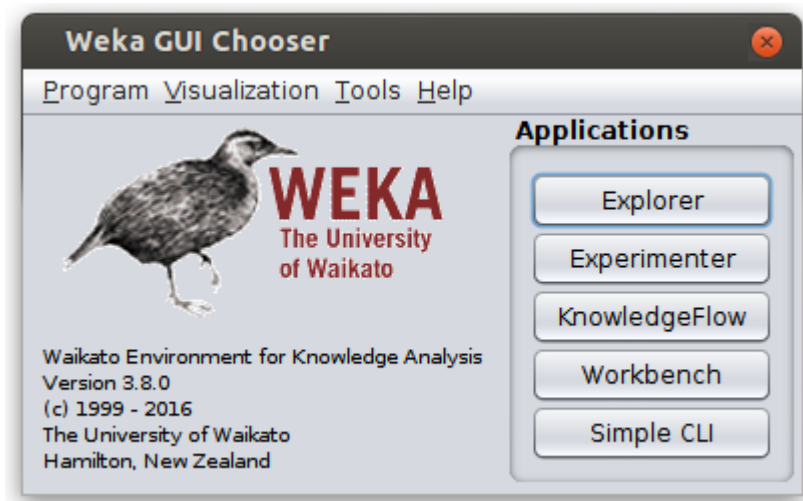 Weka GUI Chooser
Program Visualization Tools Help
WEKA
The University
of Waikato
Waikato Environment for Knowledge Analysis
Version 3.8.0
(c) 1999 - 2016
The University of Waikato
Hamilton, New Zealand
Applications
Explorer
Experimenter
KnowledgeFlow
Workbench
Simple CLI